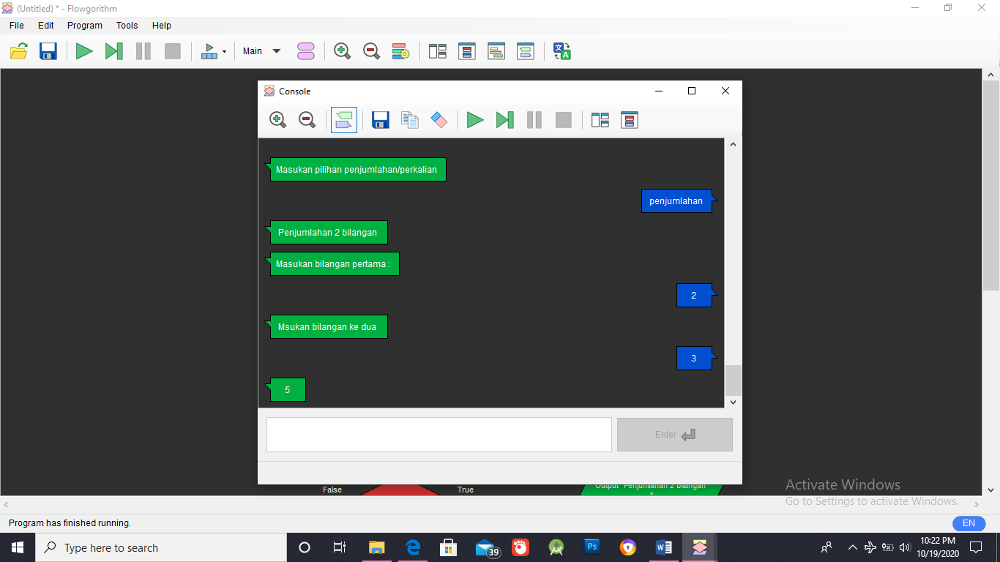 (Untitled) * - Flowgorithm
File Edit Program Tools Help
Main
Console
Masukan pilihan penjumlahan/perkalian
penjumlahan
Penjumlahan 2 bilangan
Masukan bilangan pertama :
2
Msukan bilangan ke dua
3
5
Enter
False True Output "Penjumlahan 2 bilangan
"
Activate Windows
Go to Settings to activate Windows.
Program has finished running.
EN
Type here to search
39
Ps
10:22 PM
10/19/2020